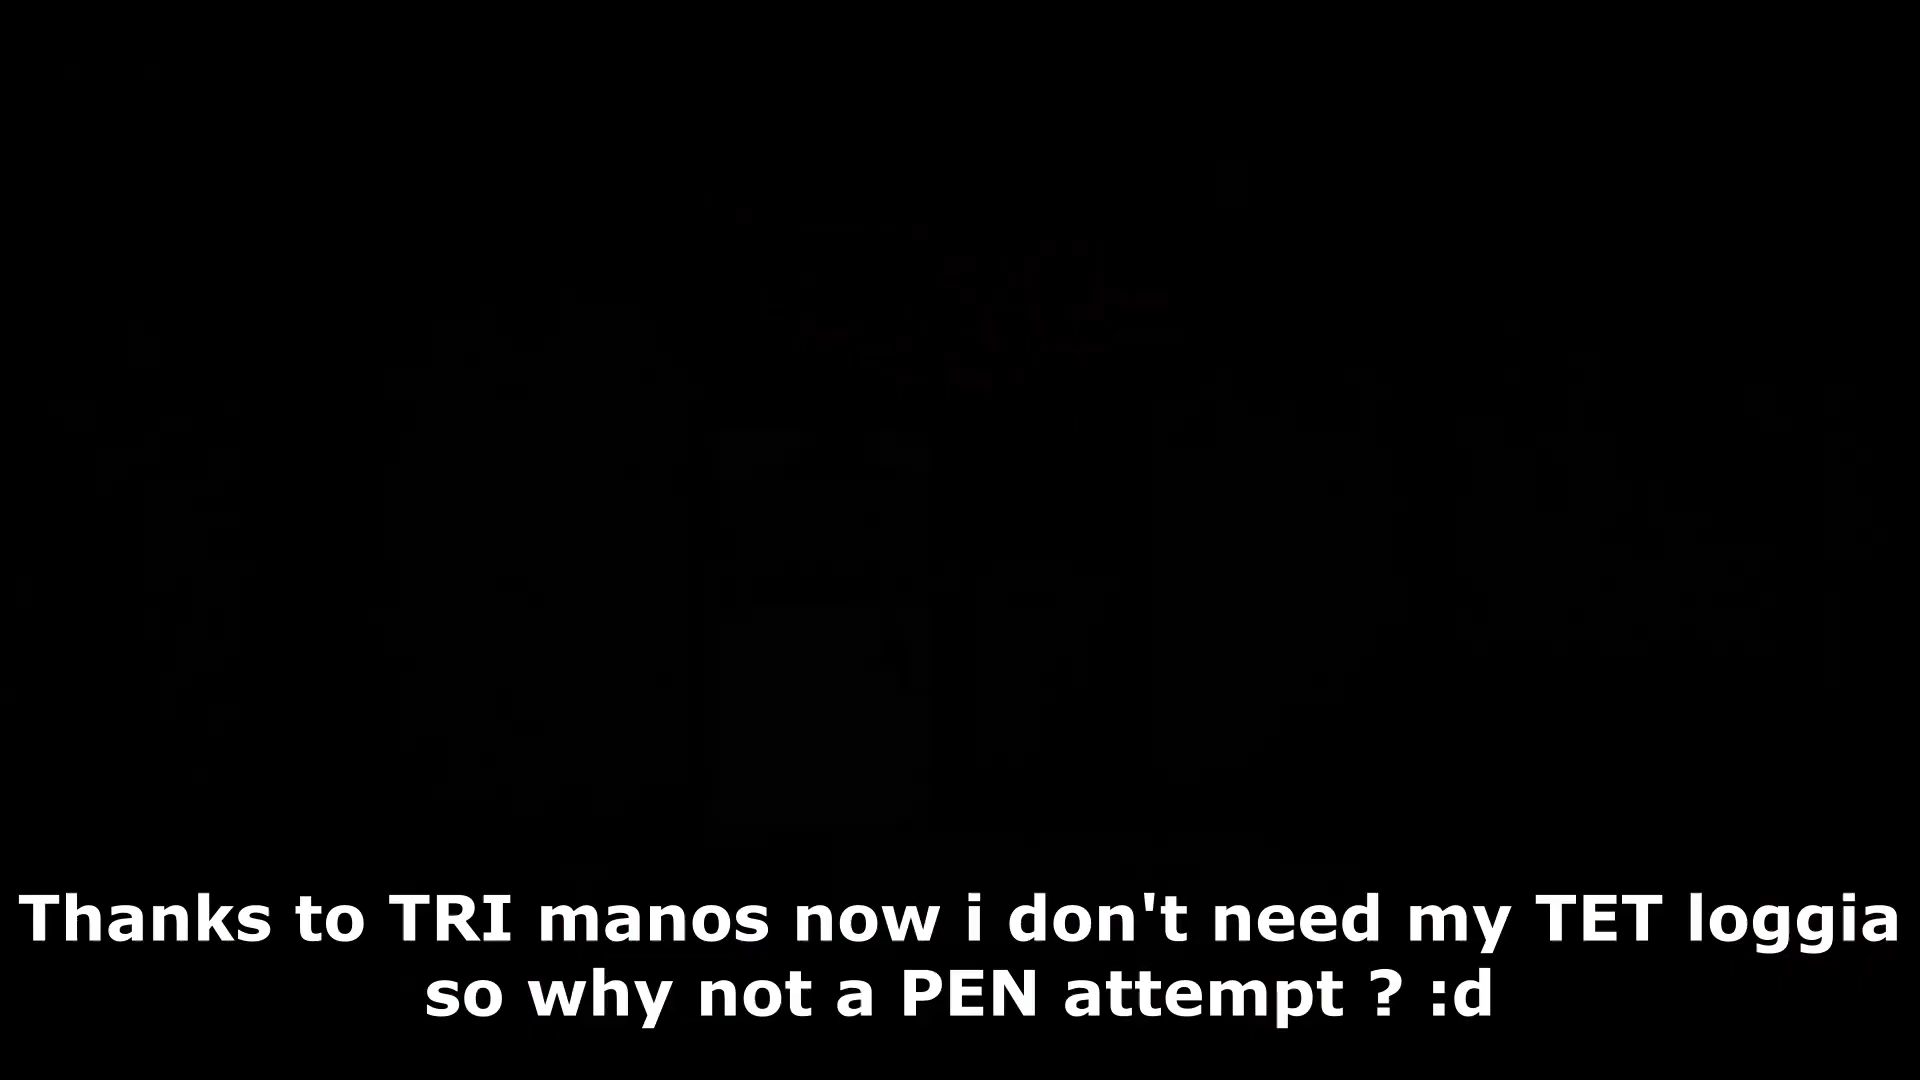 Thanks to TRI manos now i don't need my TET loggia
so why not a PEN attempt ? :d